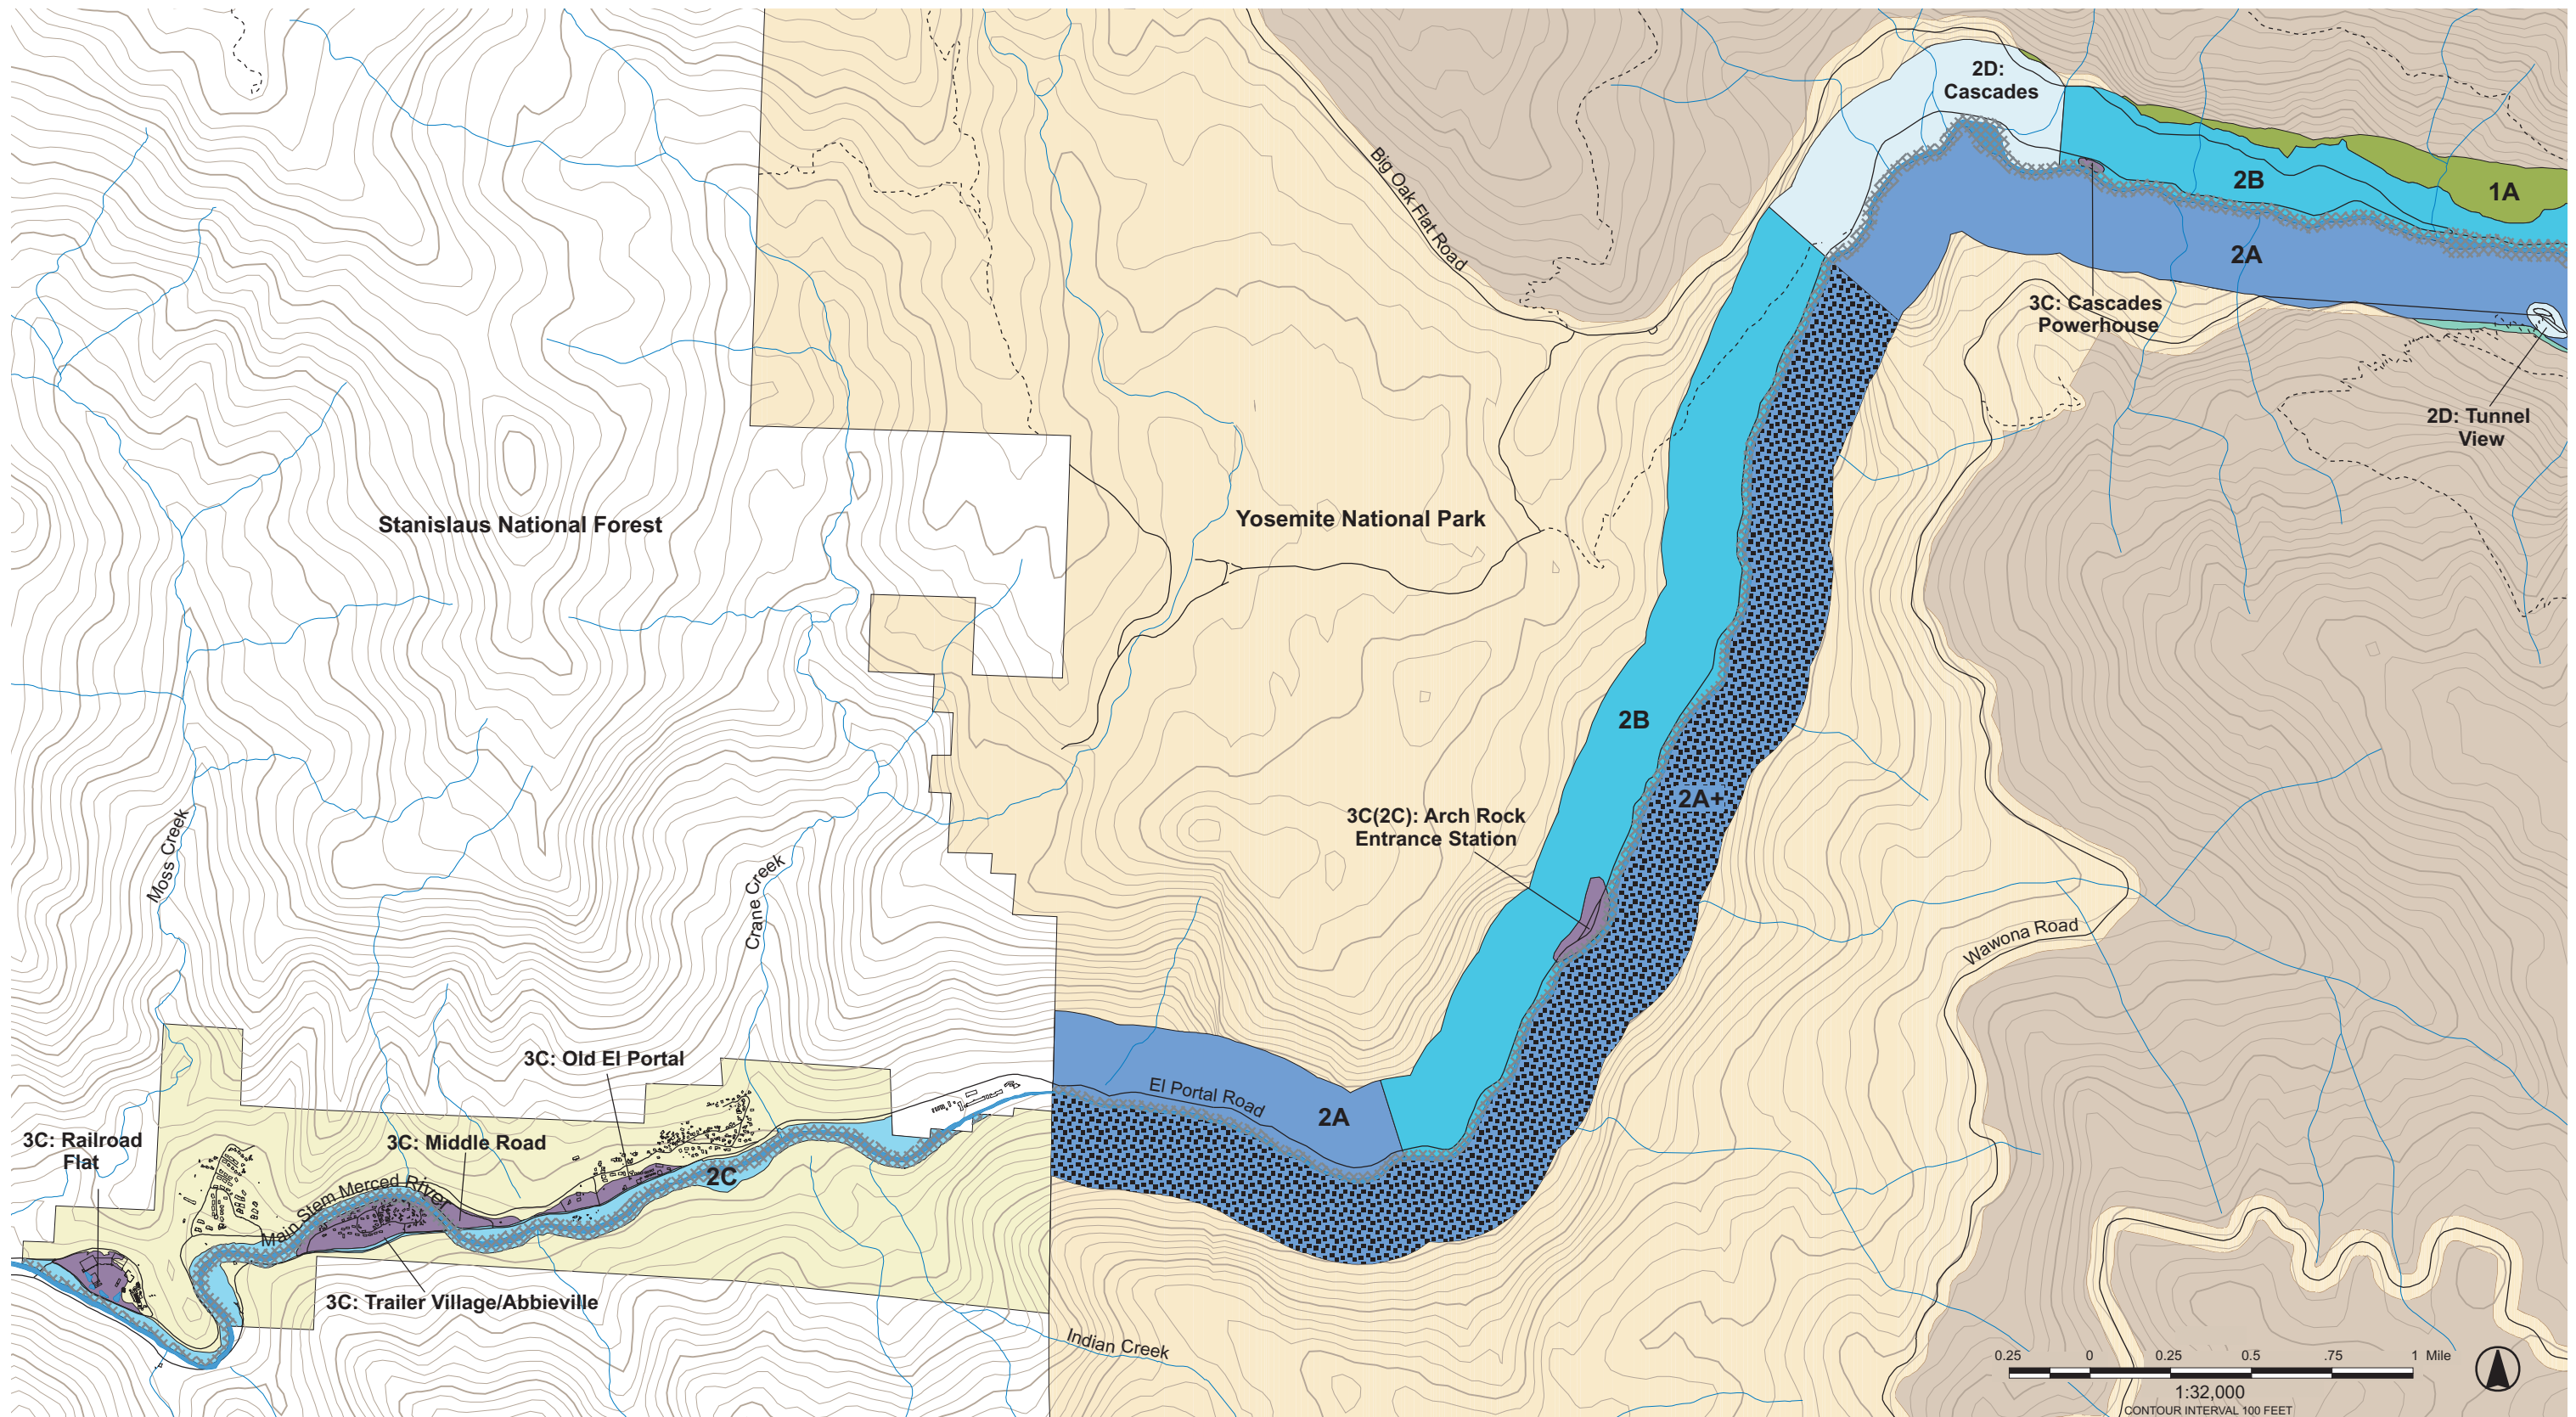 2D:
Cascades
Big Oak Flat Road
2B
1A
2A
3C: Cascades
Powerhouse
2D: Tunnel
View
Stanislaus National Forest
Yosemite National Park
2B
2A+
3C(2C): Arch Rock
Entrance Station
Moss Creek
Crane Creek
Wawona Road
3C: Old El Portal
El Portal Road
2A
3C: Railroad
Flat
3C: Middle Road
2C
Main Stem Merced River
3C: Trailer Village/Abbieville
Indian Creek
0.25 0 0.25 0.5 .75 1 Mile
1:32,000
CONTOUR INTERVAL 100 FEET